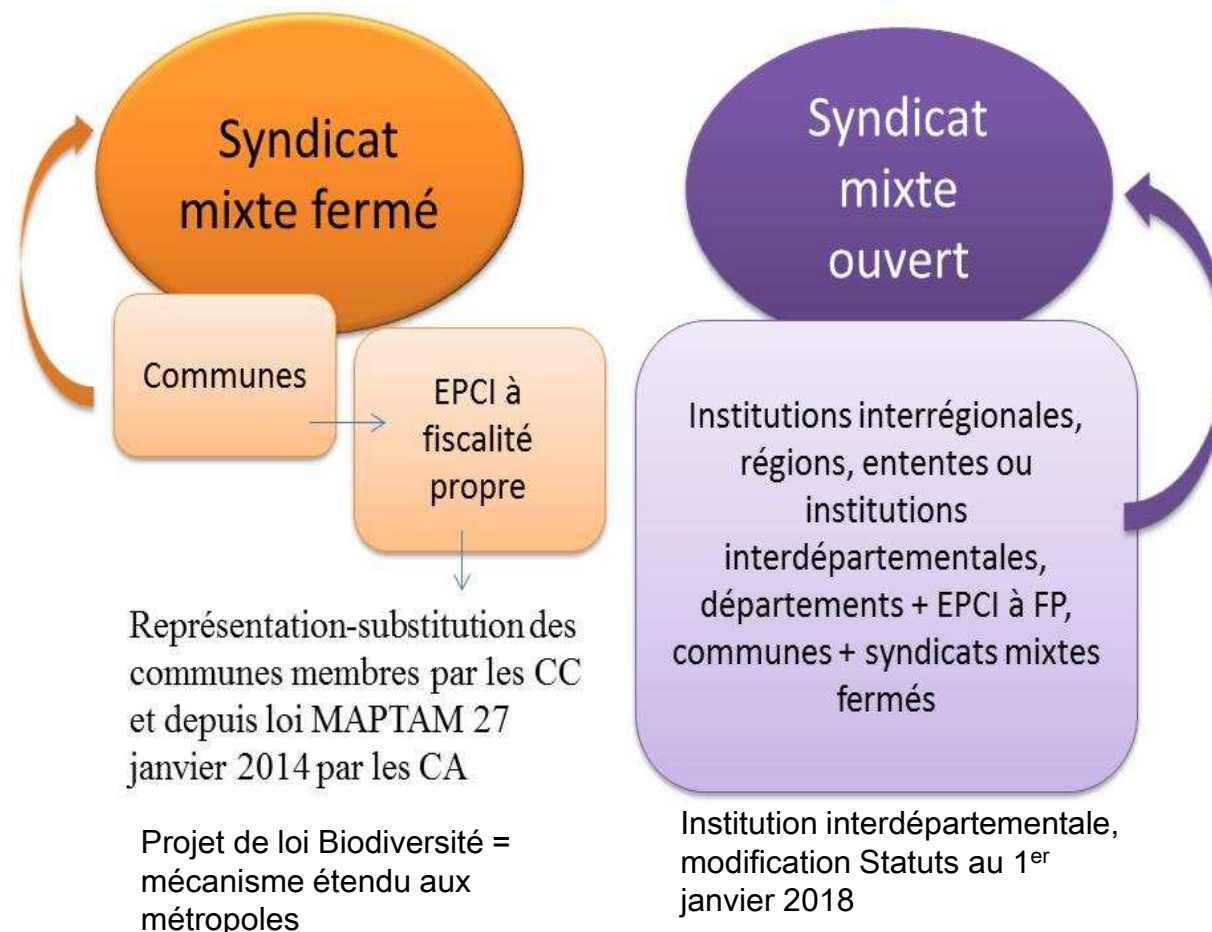 Syndicat
mixte fermé
Communes
EPCI à
fiscalité
propre
Représentation-substitution des
communes membres par les CC
et depuis loi MAPTAM 27
janvier 2014 par les CA
Projet de loi Biodiversité =
mécanisme étendu aux
métropoles
Syndicat
mixte
ouvert
Institutions interrégionales,
régions, ententes ou
institutions
interdépartementales,
départements + EPCI à FP,
communes + syndicats mixtes
fermés
Institution interdépartementale,
modification Statuts au 1er
janvier 2018